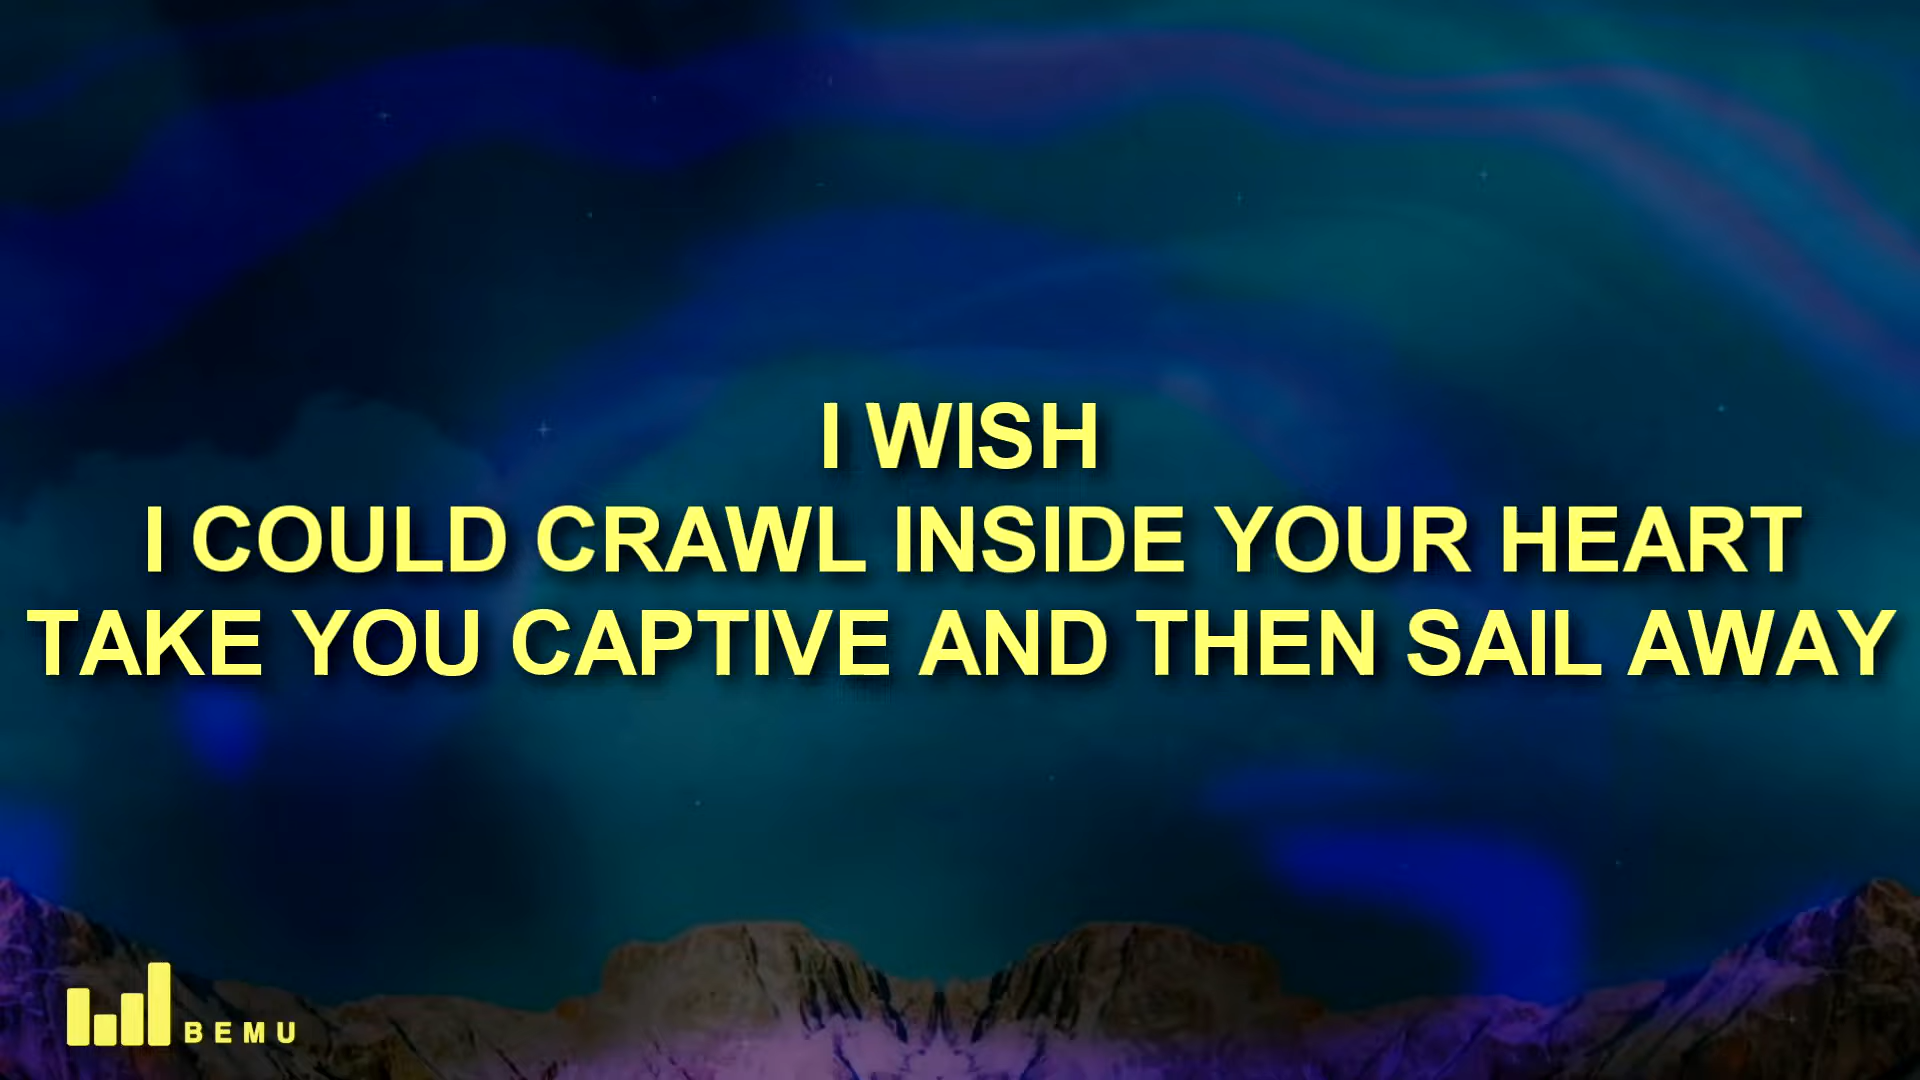 I WISH
I COULD CRAWL INSIDE YOUR HEART
TAKE YOU CAPTIVE AND THEN SAIL AWAY
BEMU